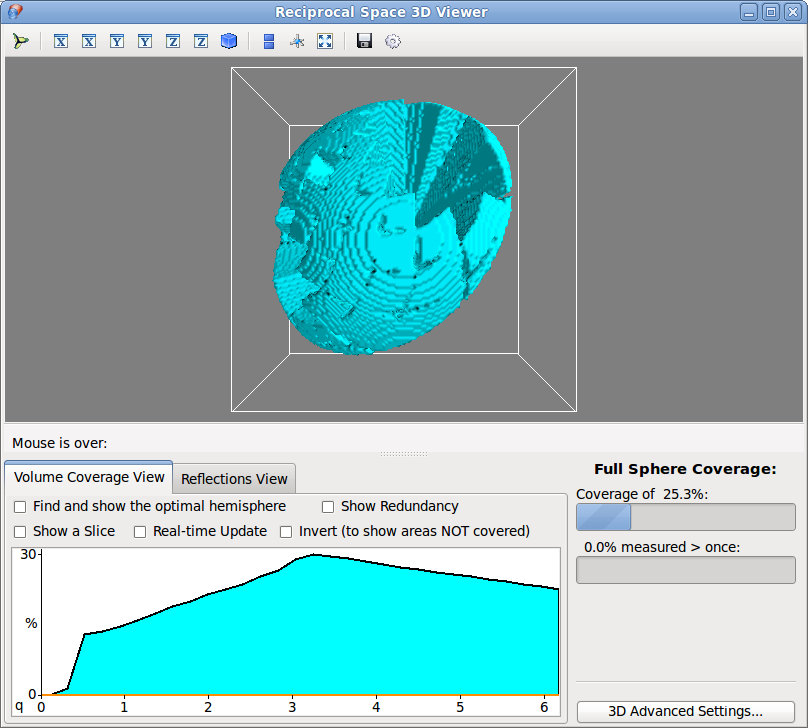 Reciprocal Space 3D Viewer
X X Y Y Z Z
Mouse is over:
Volume Coverage View
Reflections View
Find and show the optimal hemisphere
Show Redundancy
Show a Slice
Real-time Update
Invert (to show areas NOT covered)
30
%
0
q 0 1 2 3 4 5 6
Full Sphere Coverage:
Coverage of 25.3%:
0.0% measured > once:
3D Advanced Settings...